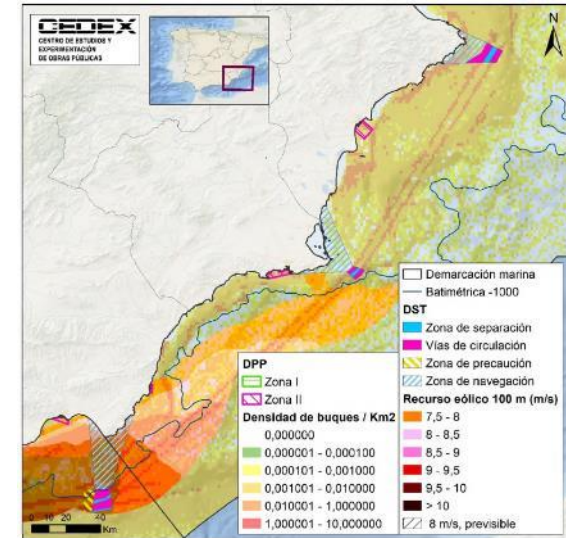 CEDEX
CENTRO DE ESTUDIOS Y
EXPERIMENTACIÓN
DE OBRAS PÚBLICAS
N
Demarcación marina
Batimétrica -1000
DST
Zona de separación
Vías de circulación
Zona de precaución
Zona de navegación
Recurso eólico 100 m (m/s)
7,5 - 8
8 - 8,5
8,5 - 9
9 - 9,5
9,5 - 10
> 10
8 m/s, previsible
DPP
Zona I
Zona II
Densidad de buques / Km2
0,000000
0,000001 - 0,000100
0,000101 - 0,001000
0,001001 - 0,010000
0,010001 - 1,000000
1,000001 - 10,000000
0 10 20 40
Km